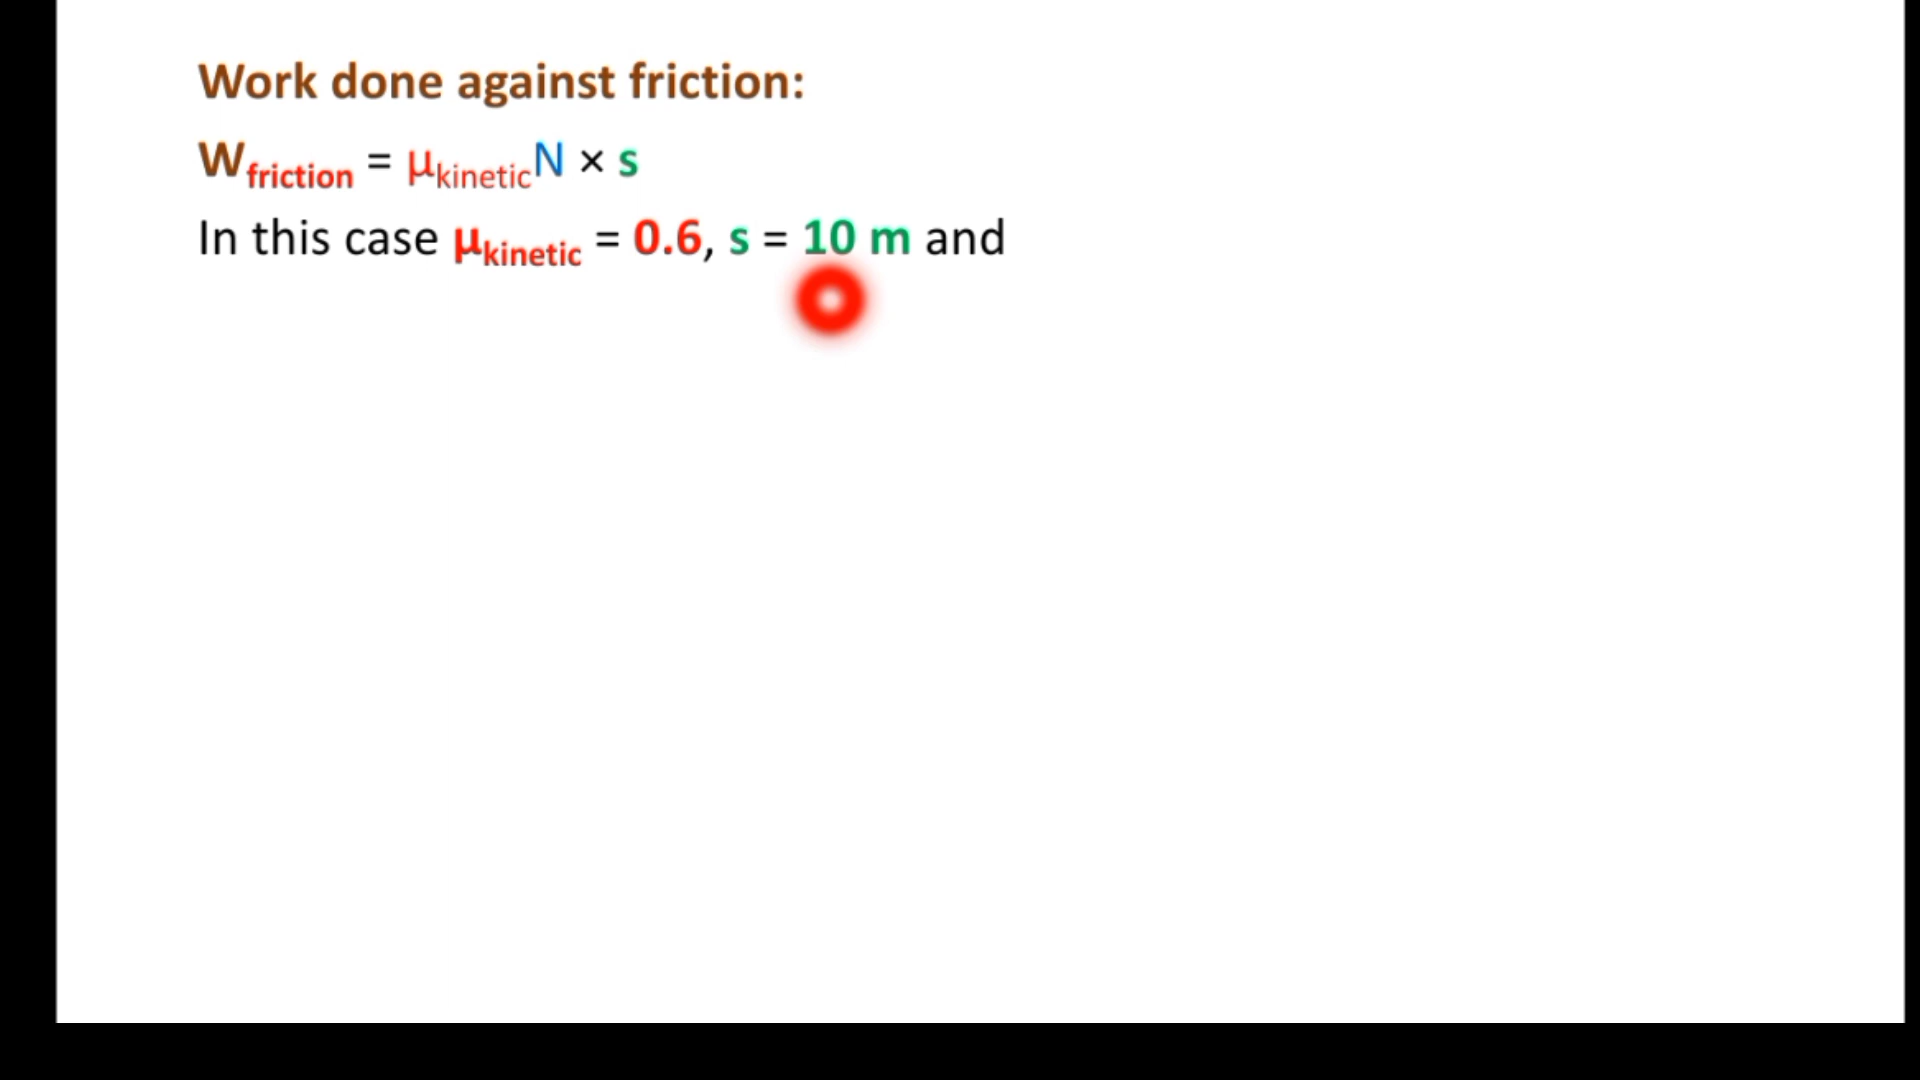 Work done against friction:
Wfriction = μkineticN × s
In this case μkinetic = 0.6, s = 10 m and